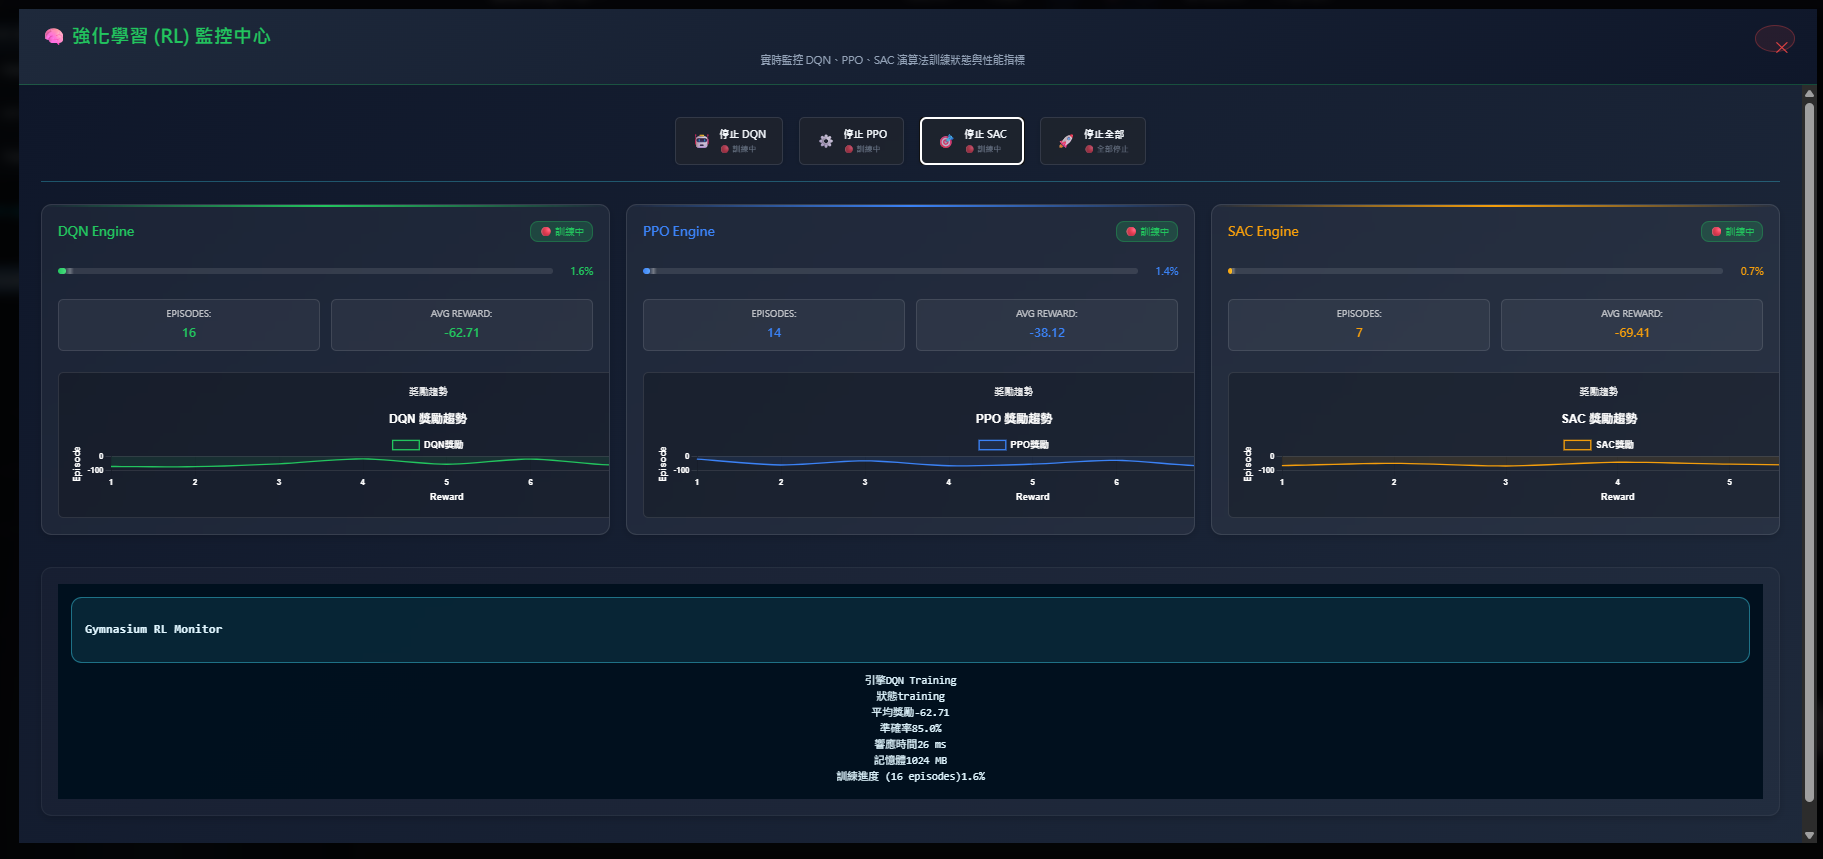 強化學習 (RL) 監控中心
實時監控 DQN、PPO、SAC 演算法訓練狀態與性能指標
停止 DQN
訓練中
停止 PPO
訓練中
停止 SAC
訓練中
停止全部
全部停止
DQN Engine
訓練中
1.6%
EPISODES:
16
AVG REWARD:
-62.71
獎勵趨勢
DQN 獎勵趨勢
DQN獎勵
Episode
0
-100
1 2 3 4 5 6
Reward
PPO Engine
訓練中
1.4%
EPISODES:
14
AVG REWARD:
-38.12
獎勵趨勢
PPO 獎勵趨勢
PPO獎勵
Episode
0
-100
1 2 3 4 5 6
Reward
SAC Engine
訓練中
0.7%
EPISODES:
7
AVG REWARD:
-69.41
獎勵趨勢
SAC 獎勵趨勢
SAC獎勵
Episode
0
-100
1 2 3 4 5
Reward
Gymnasium RL Monitor
引擎DQN Training
狀態training
平均獎勵-62.71
準確率85.0%
響應時間26 ms
記憶體1024 MB
訓練進度 (16 episodes)1.6%